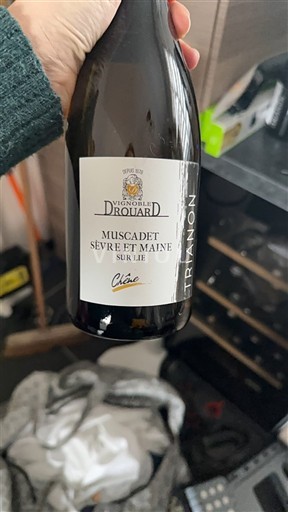 VIGNOBLE
DROUARD
MUSCADET
SÈVRE ET MAINE
SUR LIE
Chêne
TRIANON